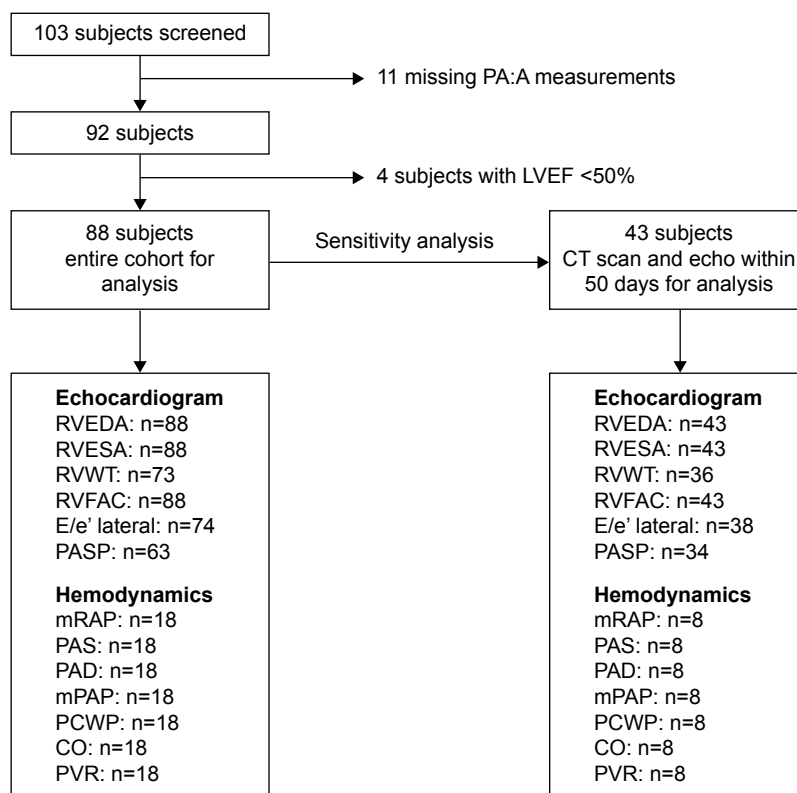 103 subjects screened
11 missing PA:A measurements
92 subjects
4 subjects with LVEF <50%
88 subjects
entire cohort for
analysis
Sensitivity analysis
43 subjects
CT scan and echo within
50 days for analysis
Echocardiogram
RVEDA: n=88
RVESA: n=88
RVWT: n=73
RVFAC: n=88
E/e’ lateral: n=74
PASP: n=63
Hemodynamics
mRAP: n=18
PAS: n=18
PAD: n=18
mPAP: n=18
PCWP: n=18
CO: n=18
PVR: n=18
Echocardiogram
RVEDA: n=43
RVESA: n=43
RVWT: n=36
RVFAC: n=43
E/e’ lateral: n=38
PASP: n=34
Hemodynamics
mRAP: n=8
PAS: n=8
PAD: n=8
mPAP: n=8
PCWP: n=8
CO: n=8
PVR: n=8